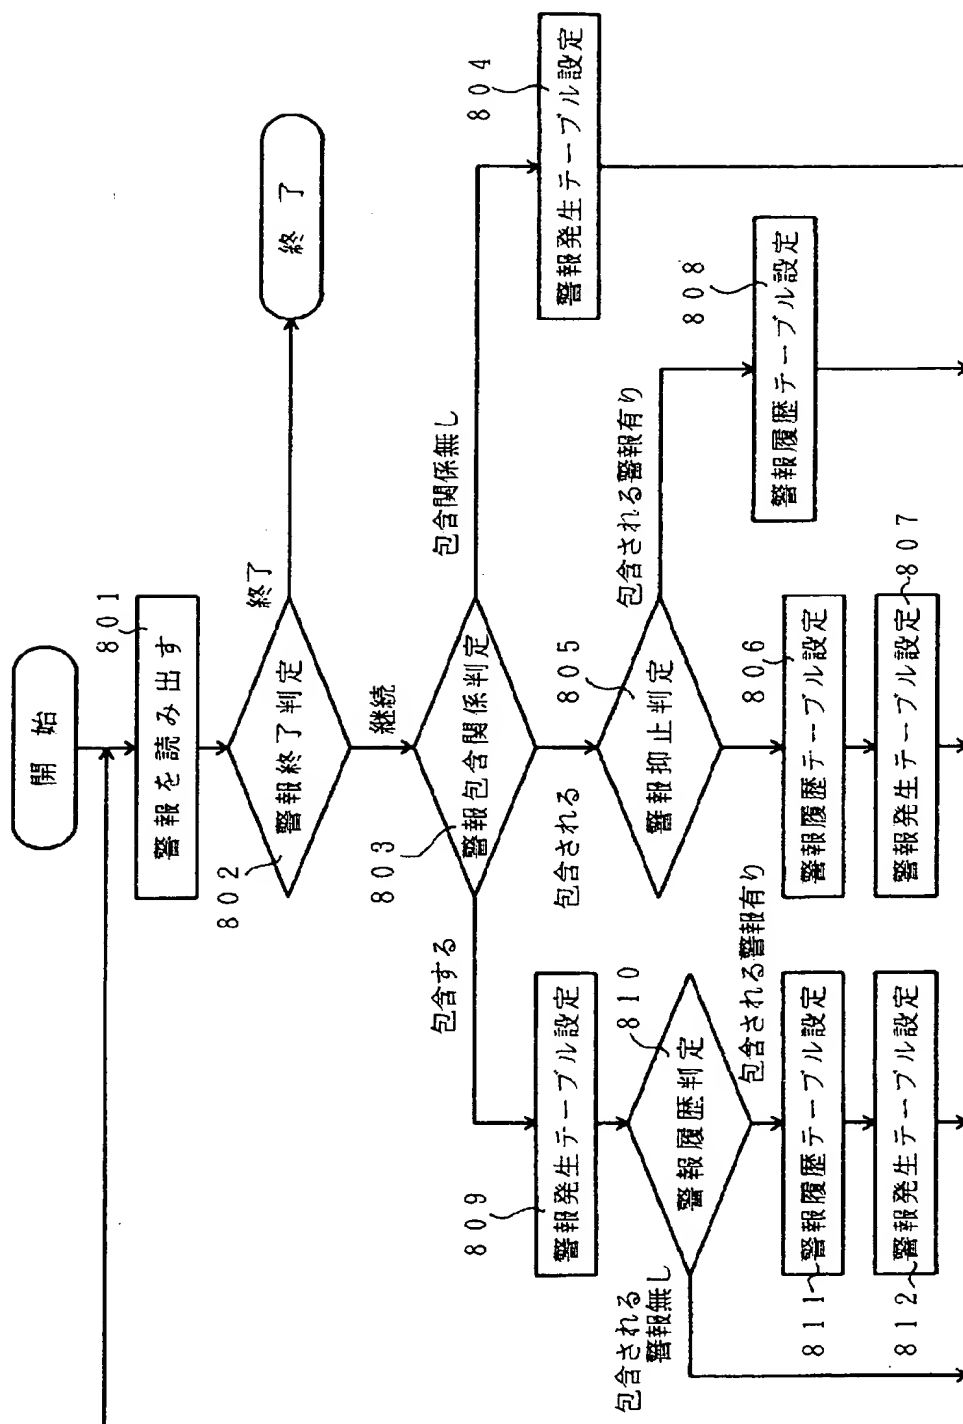 開始
警報を読み出す
801
警報終了判定
802
終了
終了
継続
警報包含関係判定
803
包含関係無し
804
警報発生テーブル設定
包含される
805
警報抑止判定
包含される警報有り
808
警報履歴テーブル設定
806
警報履歴テーブル設定
807
警報発生テーブル設定
包含する
809
警報発生テーブル設定
810
警報履歴判定
包含される警報有り
包含される
警報無し
811
警報履歴テーブル設定
812
警報発生テーブル設定